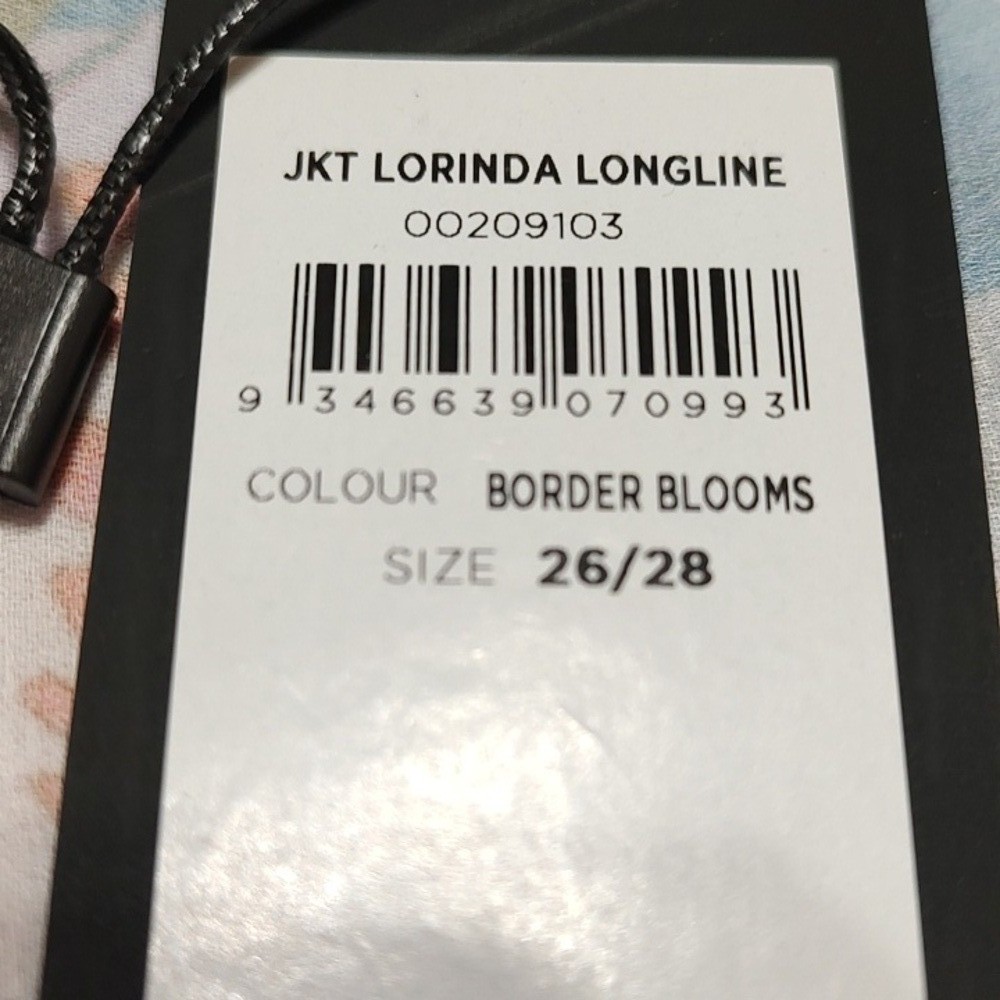 JKT LORINDA LONGLINE
00209103
9 346639 070993
COLOUR BORDER BLOOMS
SIZE 26/28